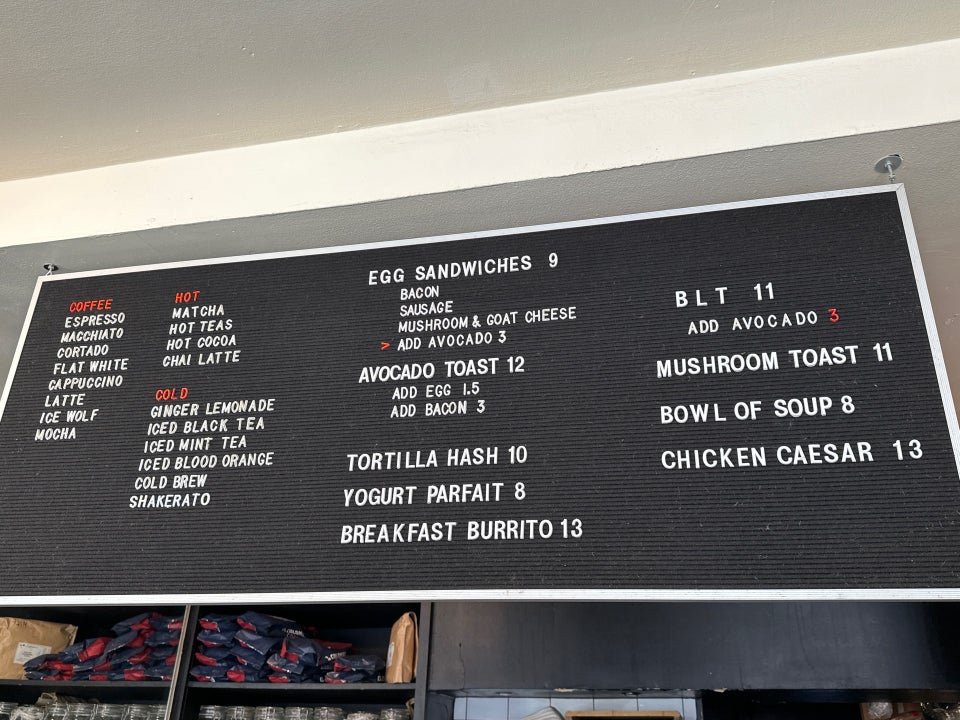 COFFEE
ESPRESSO
MACCHIATO
CORTADO
FLAT WHITE
CAPPUCCINO
LATTE
ICE WOLF
MOCHA
HOT
MATCHA
HOT TEAS
HOT COCOA
CHAI LATTE
COLD
GINGER LEMONADE
ICED BLACK TEA
ICED MINT TEA
ICED BLOOD ORANGE
COLD BREW
SHAKERATO
EGG SANDWICHES 9
BACON
SAUSAGE
MUSHROOM & GOAT CHEESE
> ADD AVOCADO 3
AVOCADO TOAST 12
ADD EGG 1.5
ADD BACON 3
TORTILLA HASH 10
YOGURT PARFAIT 8
BREAKFAST BURRITO 13
BLT 11
ADD AVOCADO 3
MUSHROOM TOAST 11
BOWL OF SOUP 8
CHICKEN CAESAR 13